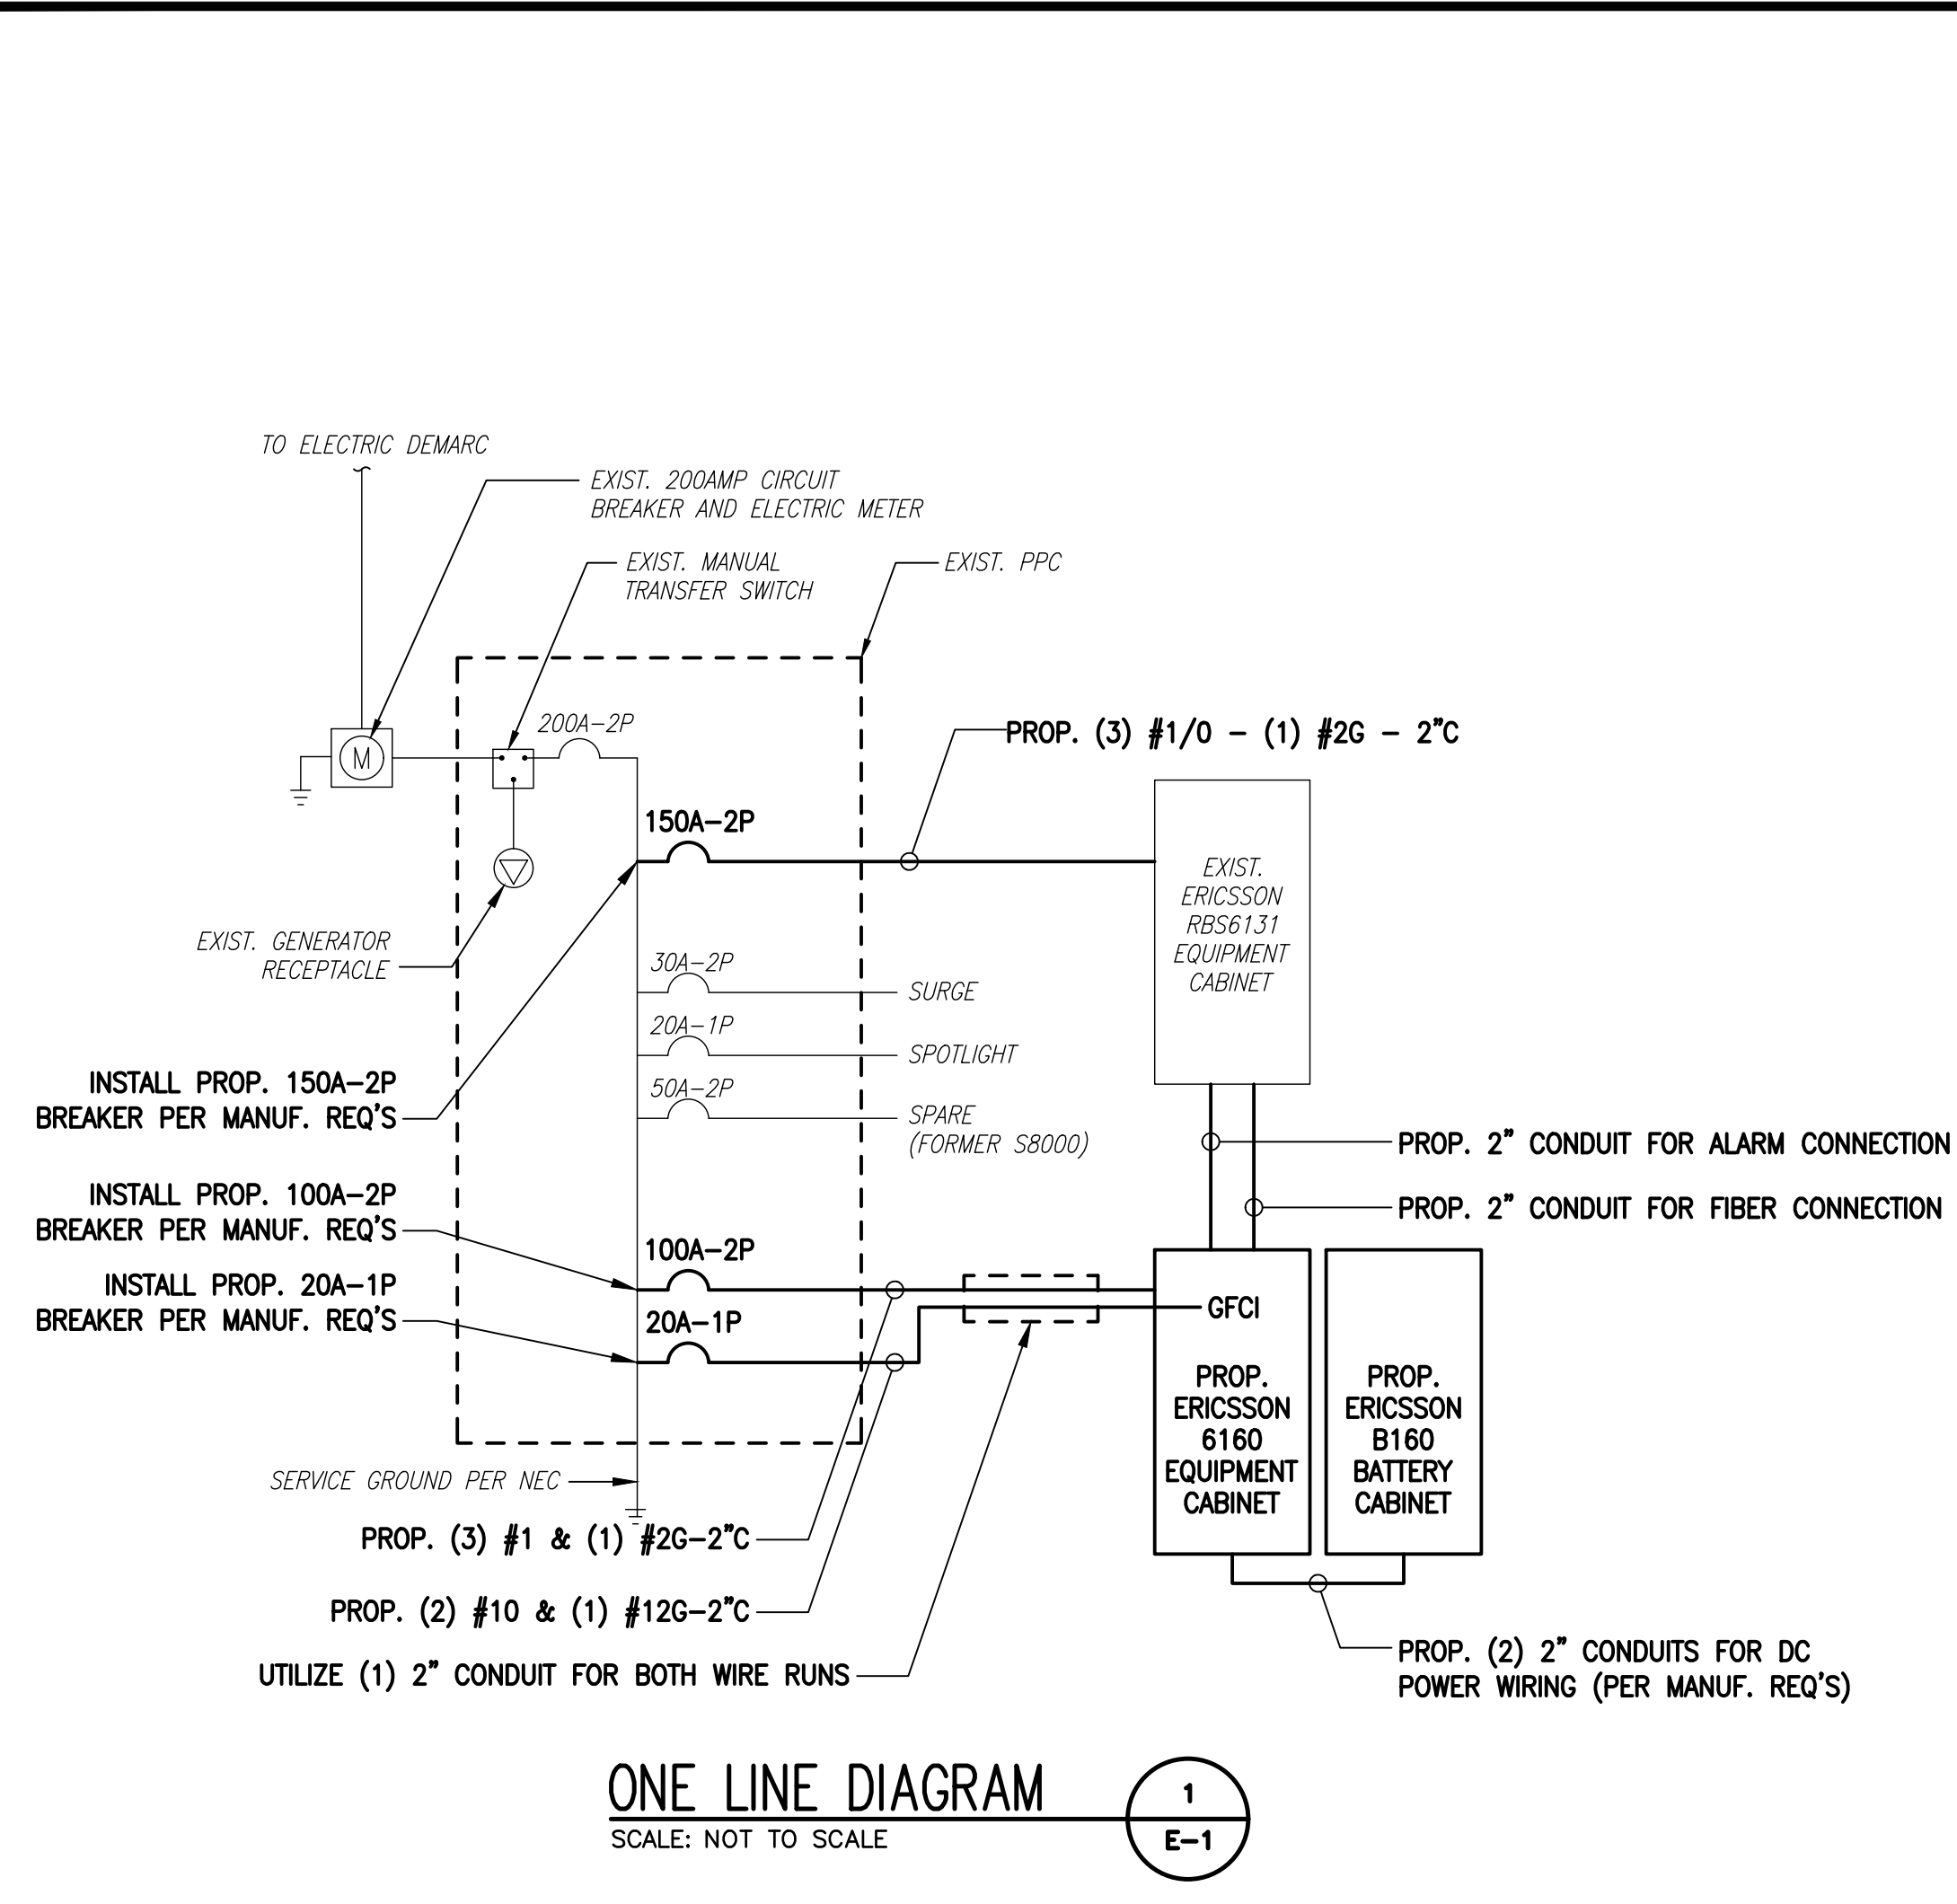 TO ELECTRIC DEMARC
EXIST. 200AMP CIRCUIT
BREAKER AND ELECTRIC METER
EXIST. MANUAL
TRANSFER SWITCH
EXIST. PPC
200A-2P
M
PROP. (3) #1/0 - (1) #2G - 2"C
150A-2P
EXIST.
ERICSSON
RBS6131
EQUIPMENT
CABINET
EXIST. GENERATOR
RECEPTACLE
30A-2P
SURGE
20A-1P
SPOTLIGHT
50A-2P
SPARE
(FORMER S8000)
INSTALL PROP. 150A-2P
BREAKER PER MANUF. REQ'S
PROP. 2" CONDUIT FOR ALARM CONNECTION
PROP. 2" CONDUIT FOR FIBER CONNECTION
INSTALL PROP. 100A-2P
BREAKER PER MANUF. REQ'S
100A-2P
INSTALL PROP. 20A-1P
BREAKER PER MANUF. REQ'S
20A-1P
GFCI
PROP.
ERICSSON
6160
EQUIPMENT
CABINET
PROP.
ERICSSON
B160
BATTERY
CABINET
SERVICE GROUND PER NEC
PROP. (3) #1 & (1) #2G-2"C
PROP. (2) #10 & (1) #12G-2"C
UTILIZE (1) 2" CONDUIT FOR BOTH WIRE RUNS
PROP. (2) 2" CONDUITS FOR DC
POWER WIRING (PER MANUF. REQ'S)
ONE LINE DIAGRAM
SCALE: NOT TO SCALE
1
E-1